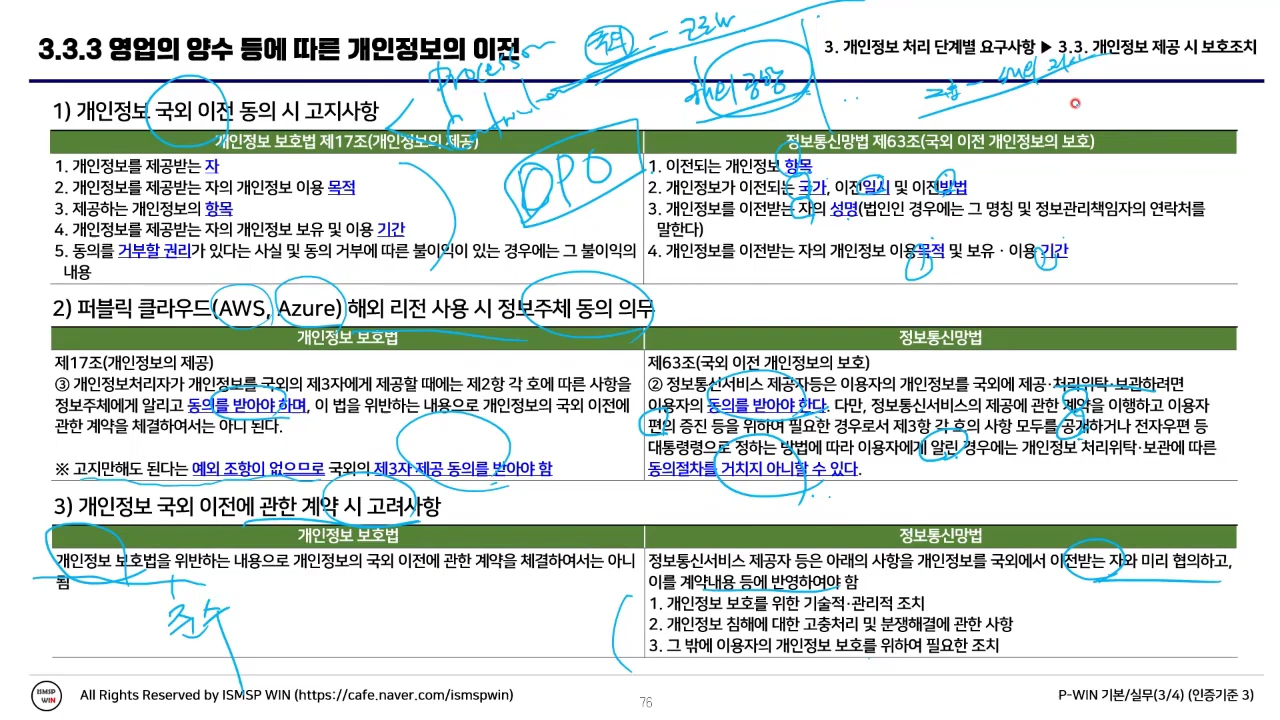 3.3.3 영업의 양수 등에 따른 개인정보의 이전
3. 개인정보 처리 단계별 요구사항 ▶ 3.3. 개인정보 제공 시 보호조치
processor
해외 공항
1) 개인정보 국외 이전 동의 시 고지사항
DPO
개인정보 보호법 제17조(개인정보의 제공)
1. 개인정보를 제공받는 자
2. 개인정보를 제공받는 자의 개인정보 이용 목적
3. 제공하는 개인정보의 항목
4. 개인정보를 제공받는 자의 개인정보 보유 및 이용 기간
5. 동의를 거부할 권리가 있다는 사실 및 동의 거부에 따른 불이익이 있는 경우에는 그 불이익의
내용
정보통신망법 제63조(국외 이전 개인정보의 보호)
1. 이전되는 개인정보 항목
2. 개인정보가 이전되는 국가, 이전일시 및 이전방법
3. 개인정보를 이전받는 자의 성명(법인인 경우에는 그 명칭 및 정보관리책임자의 연락처를
말한다)
4. 개인정보를 이전받는 자의 개인정보 이용목적 및 보유ㆍ이용 기간
2) 퍼블릭 클라우드(AWS, Azure) 해외 리전 사용 시 정보주체 동의 의무
개인정보 보호법
제17조(개인정보의 제공)
③ 개인정보처리자가 개인정보를 국외의 제3자에게 제공할 때에는 제2항 각 호에 따른 사항을
정보주체에게 알리고 동의를 받아야 하며, 이 법을 위반하는 내용으로 개인정보의 국외 이전에
관한 계약을 체결하여서는 아니 된다.
※ 고지만해도 된다는 예외 조항이 없으므로 국외의 제3자 제공 동의를 받아야 함
정보통신망법
제63조(국외 이전 개인정보의 보호)
② 정보통신서비스 제공자등은 이용자의 개인정보를 국외에 제공·처리위탁·보관하려면
이용자의 동의를 받아야 한다. 다만, 정보통신서비스의 제공에 관한 계약을 이행하고 이용자
편의 증진 등을 위하여 필요한 경우로서 제3항 각 호의 사항 모두를 공개하거나 전자우편 등
대통령령으로 정하는 방법에 따라 이용자에게 알린 경우에는 개인정보 처리위탁·보관에 따른
동의절차를 거치지 아니할 수 있다.
3) 개인정보 국외 이전에 관한 계약 시 고려사항
개인정보 보호법
개인정보 보호법을 위반하는 내용으로 개인정보의 국외 이전에 관한 계약을 체결하여서는 아니
됨
준수
정보통신망법
정보통신서비스 제공자 등은 아래의 사항을 개인정보를 국외에서 이전받는 자와 미리 협의하고,
이를 계약내용 등에 반영하여야 함
1. 개인정보 보호를 위한 기술적·관리적 조치
2. 개인정보 침해에 대한 고충처리 및 분쟁해결에 관한 사항
3. 그 밖에 이용자의 개인정보 보호를 위하여 필요한 조치
ISMSP
WIN
All Rights Reserved by ISMSP WIN (https://cafe.naver.com/ismspwin)
76
P-WIN 기본/실무(3/4) (인증기준 3)